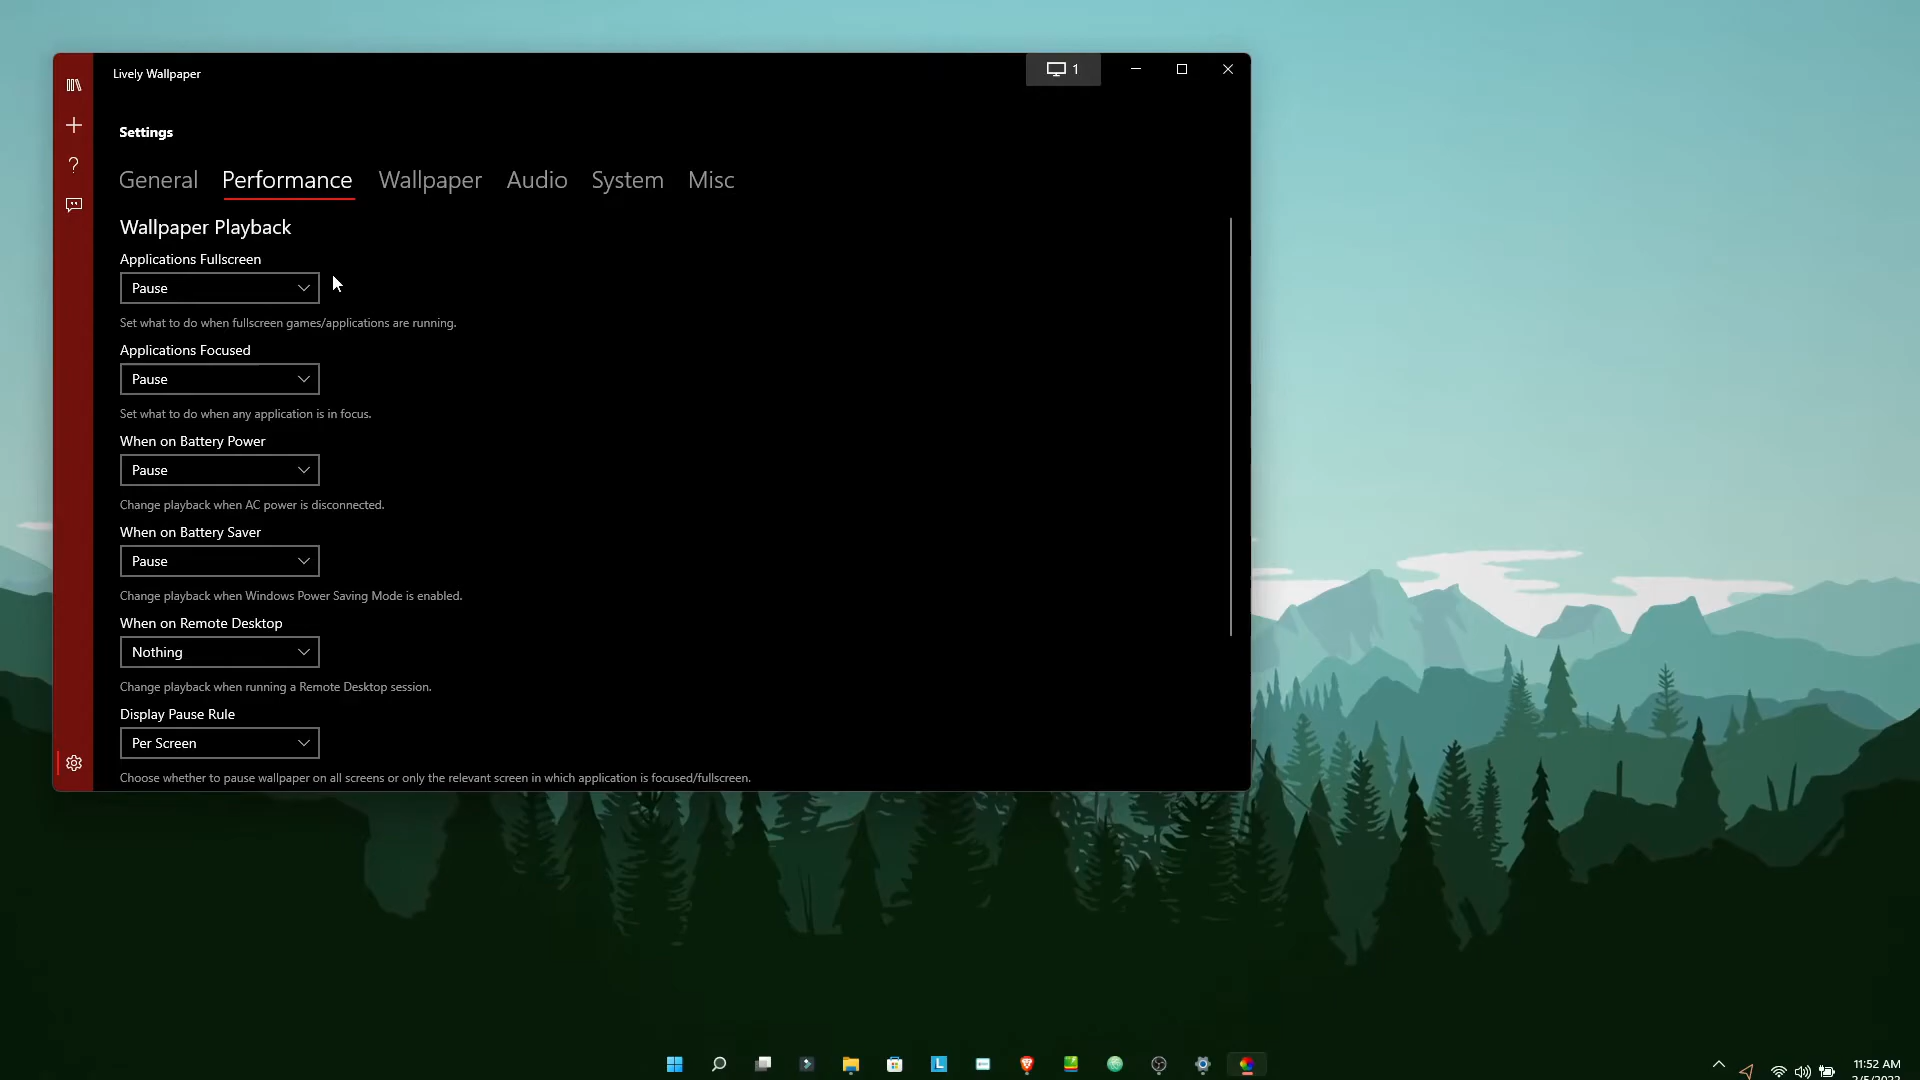 Lively Wallpaper
1
Settings
General Performance Wallpaper Audio System Misc
Wallpaper Playback
Applications Fullscreen
Pause
Set what to do when fullscreen games/applications are running.
Applications Focused
Pause
Set what to do when any application is in focus.
When on Battery Power
Pause
Change playback when AC power is disconnected.
When on Battery Saver
Pause
Change playback when Windows Power Saving Mode is enabled.
When on Remote Desktop
Nothing
Change playback when running a Remote Desktop session.
Display Pause Rule
Per Screen
Choose whether to pause wallpaper on all screens or only the relevant screen in which application is focused/fullscreen.
L
11:52 AM